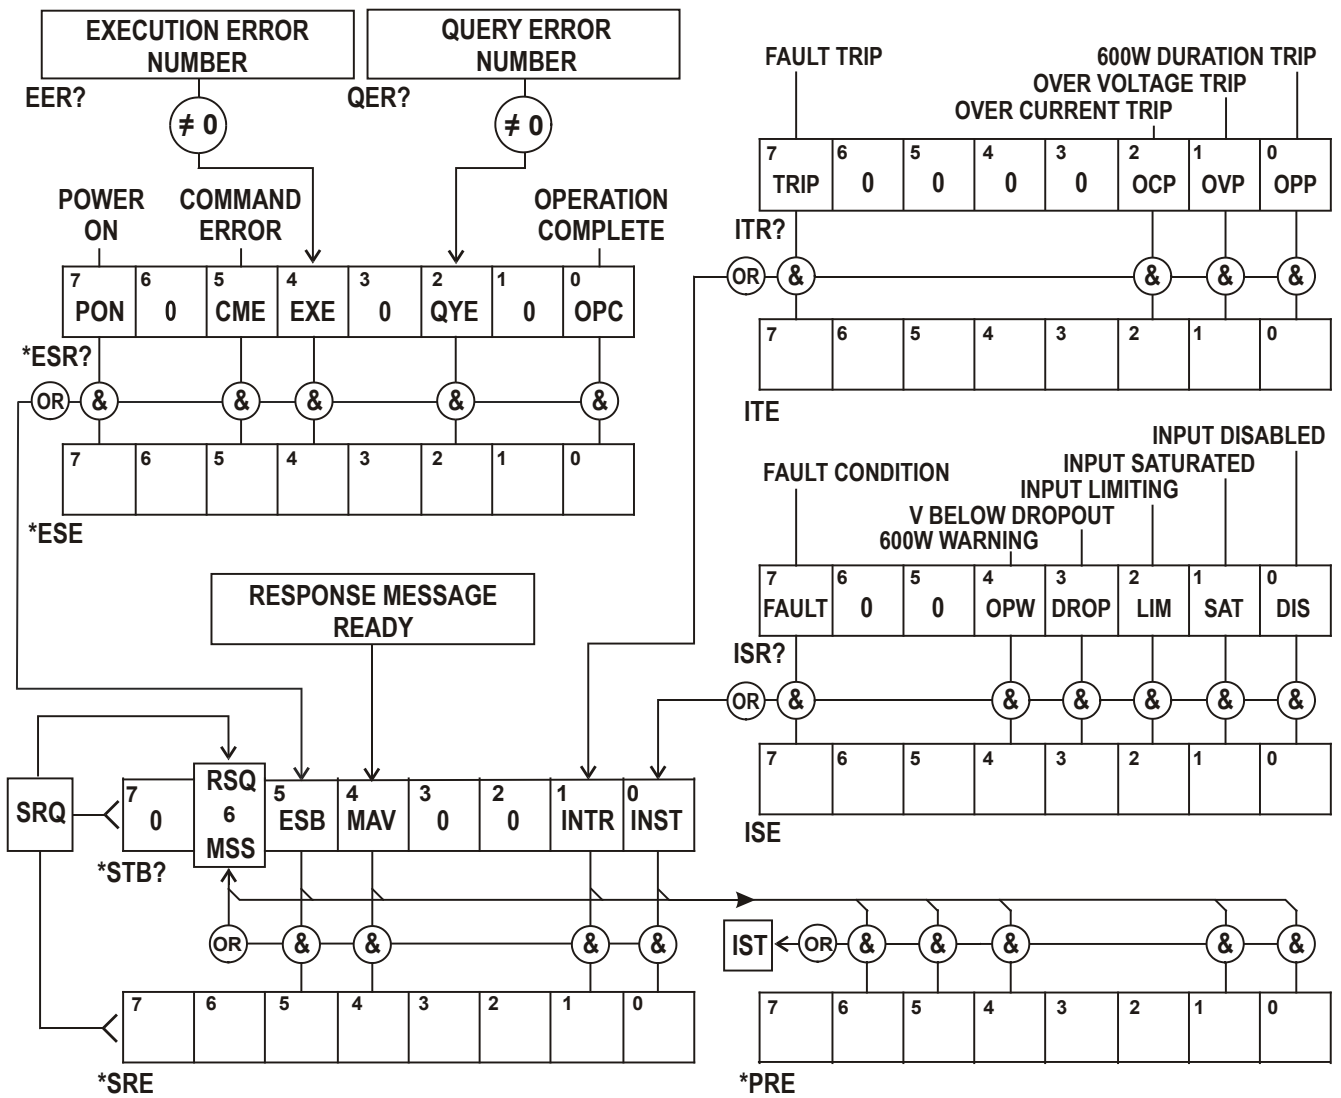 EXECUTION ERROR
NUMBER
QUERY ERROR
NUMBER
EER?
QER?
≠ 0
≠ 0
POWER
ON
COMMAND
ERROR
OPERATION
COMPLETE
7 6 5 4 3 2 1 0
PON 0 CME EXE 0 QYE 0 OPC
*ESR?
OR & & & & &
7 6 5 4 3 2 1 0
*ESE
FAULT TRIP
600W DURATION TRIP
OVER VOLTAGE TRIP
OVER CURRENT TRIP
7 6 5 4 3 2 1 0
TRIP 0 0 0 0 OCP OVP OPP
ITR?
OR & & & &
7 6 5 4 3 2 1 0
ITE
INPUT DISABLED
INPUT SATURATED
FAULT CONDITION
INPUT LIMITING
V BELOW DROPOUT
600W WARNING
7 6 5 4 3 2 1 0
FAULT 0 0 OPW DROP LIM SAT DIS
ISR?
OR & & & & & &
7 6 5 4 3 2 1 0
ISE
RESPONSE MESSAGE
READY
SRQ
RSQ
7 6 5 4 3 2 1 0
0 MSS ESB MAV 0 0 INTR INST
*STB?
OR & & & &
7 6 5 4 3 2 1 0
*SRE
IST OR & & & & &
7 6 5 4 3 2 1 0
*PRE